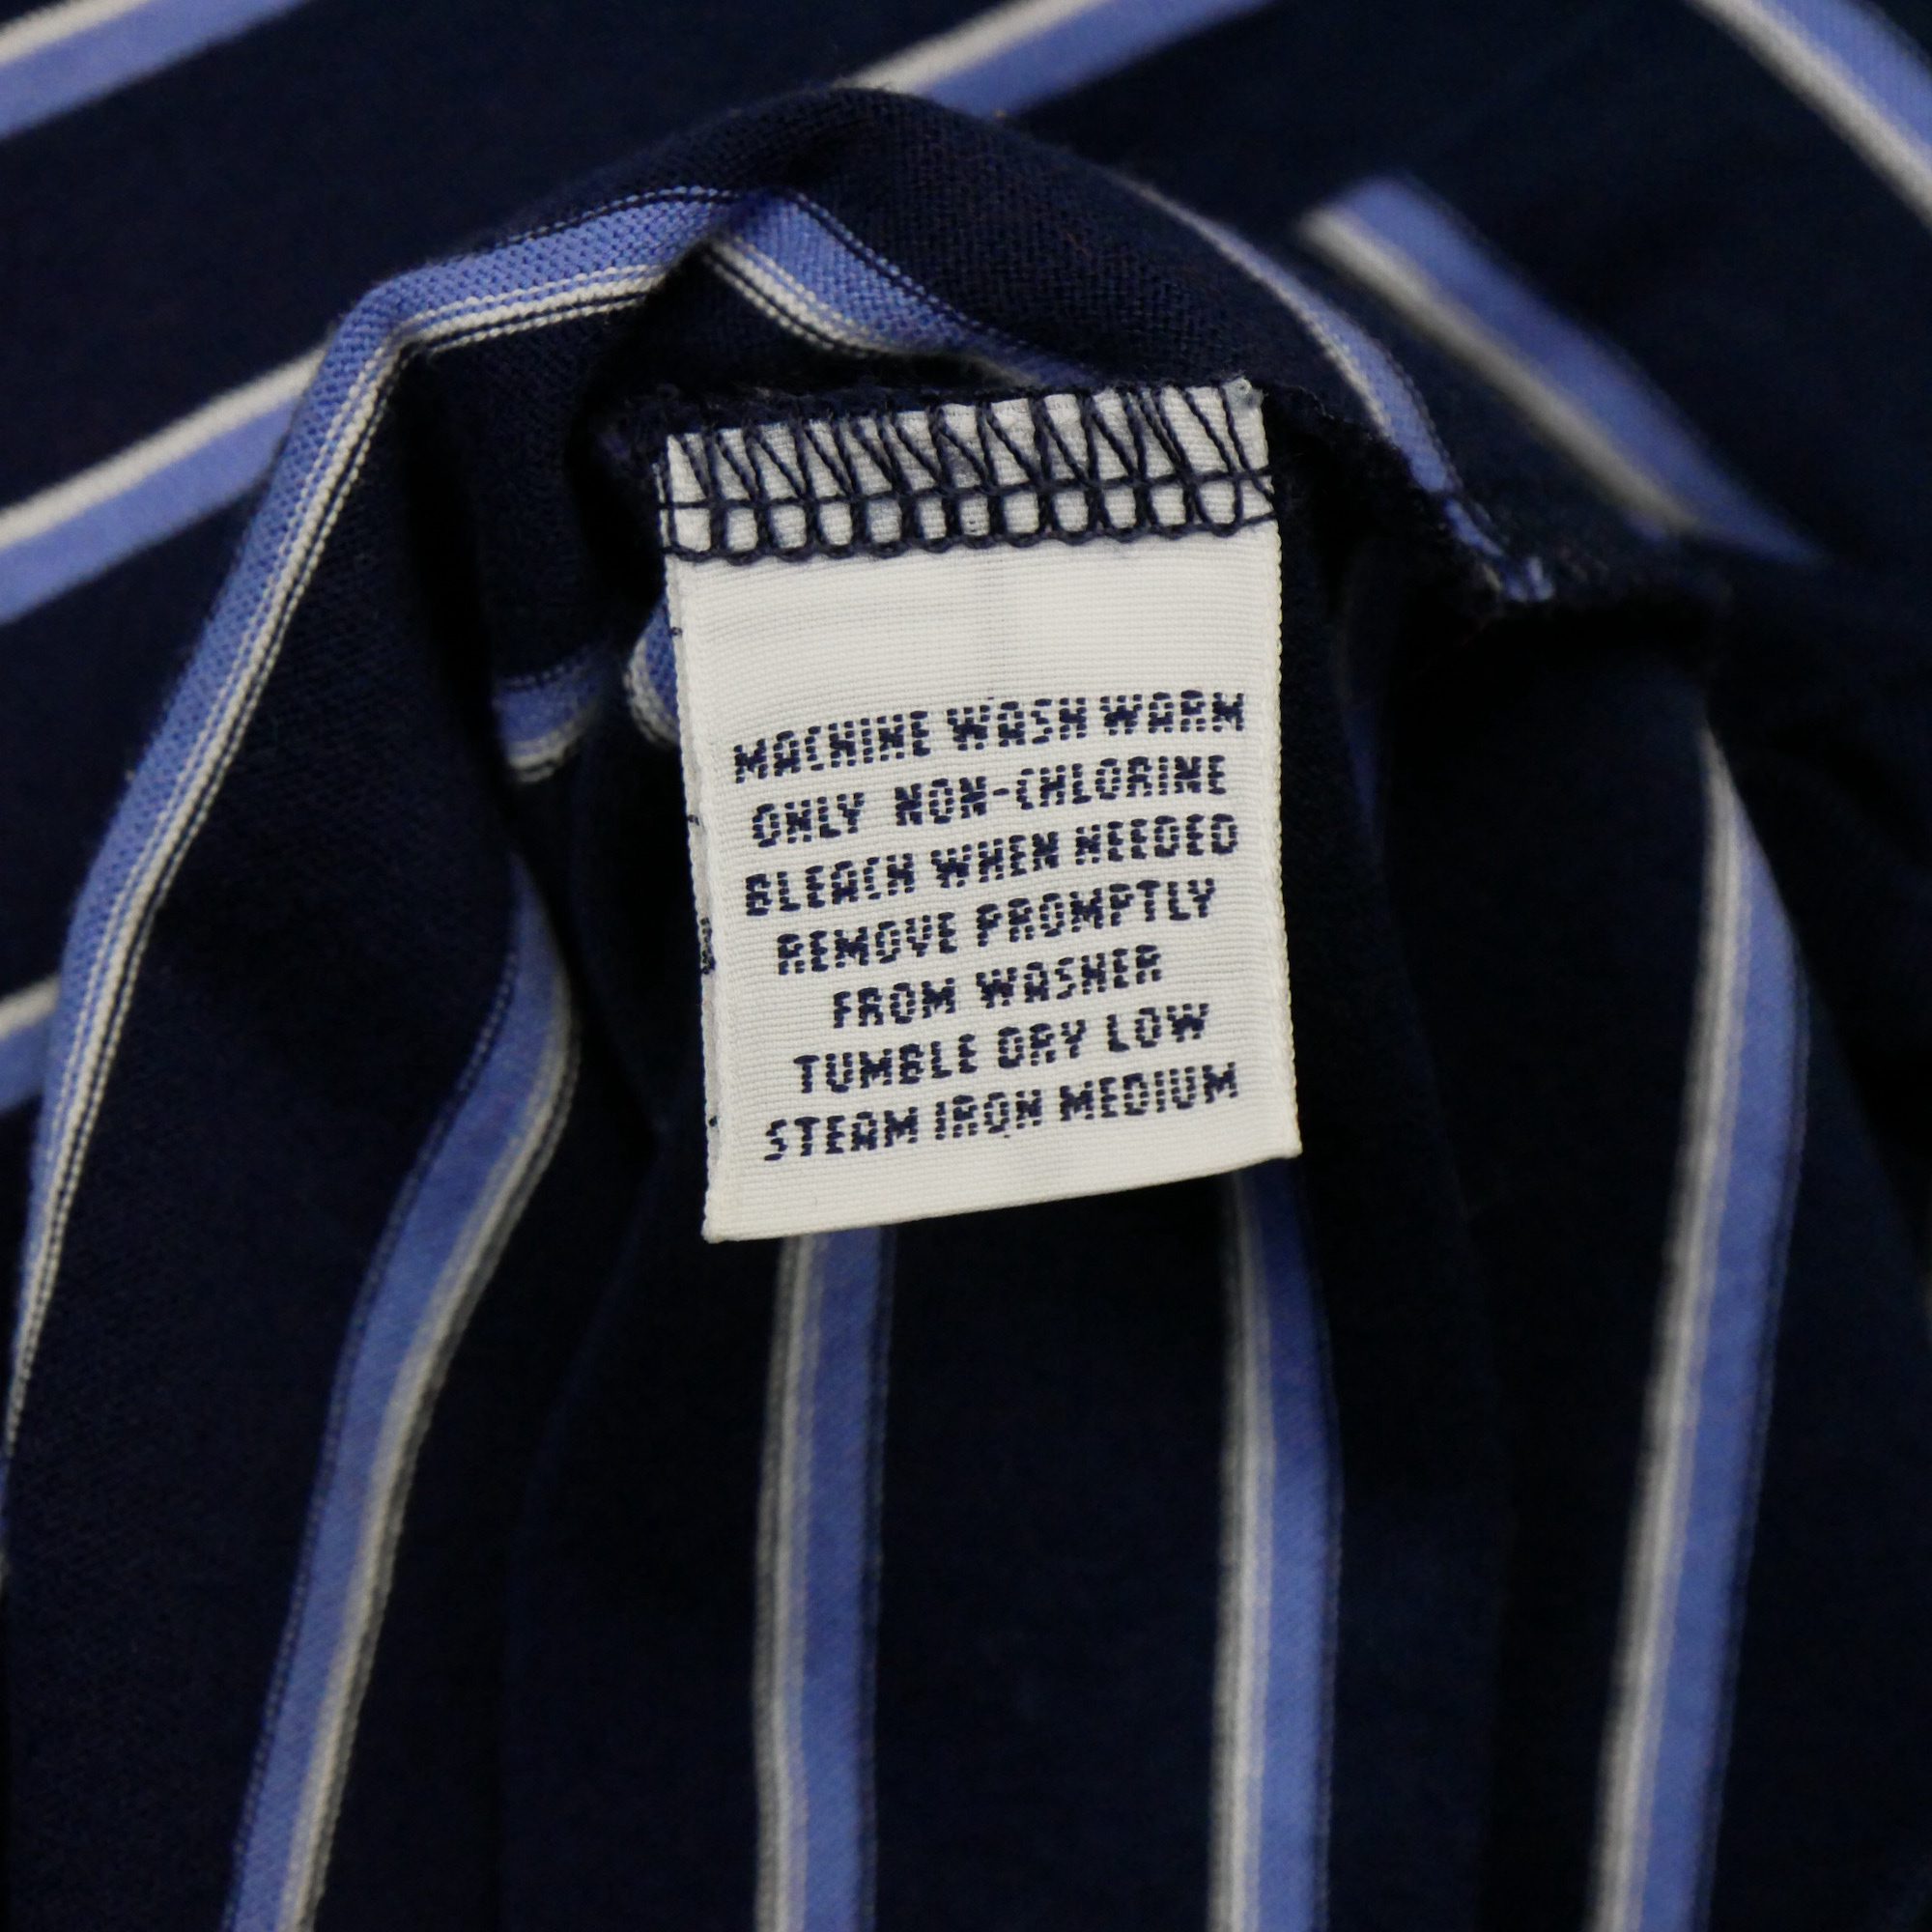 MACHINE WASH WARM
ONLY NON-CHLORINE
BLEACH WHEN NEEDED
REMOVE PROMPTLY
FROM WASHER
TUMBLE DRY LOW
STEAM IRON MEDIUM